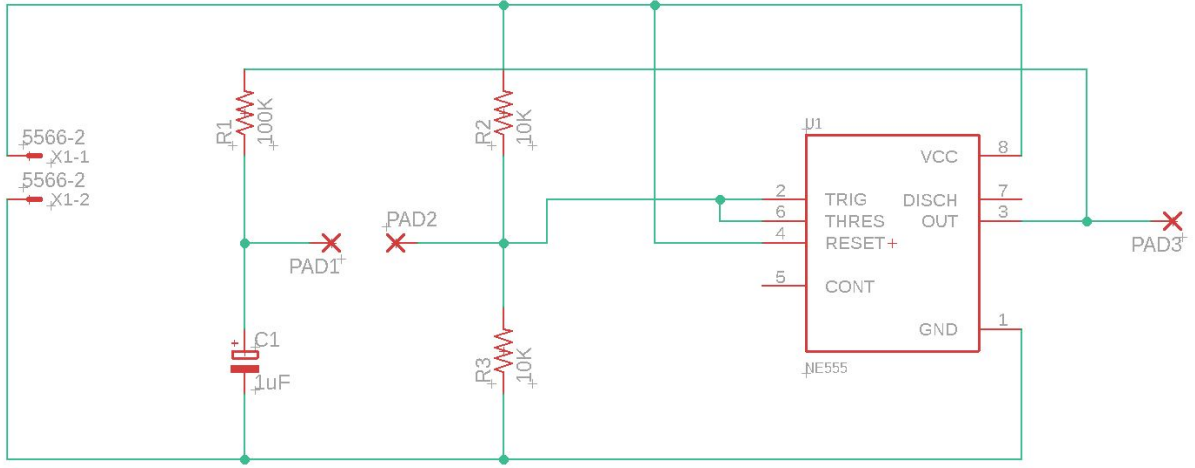 U1
5566-2
X1-1
5566-2
X1-2
R1
100K
R2
10K
PAD1
PAD2
C1
+
1uF
R3
10K
2
TRIG
6
THRES
4
RESET+
5
CONT
VCC
8
DISCH
7
OUT
3
GND
1
PAD3
NE555